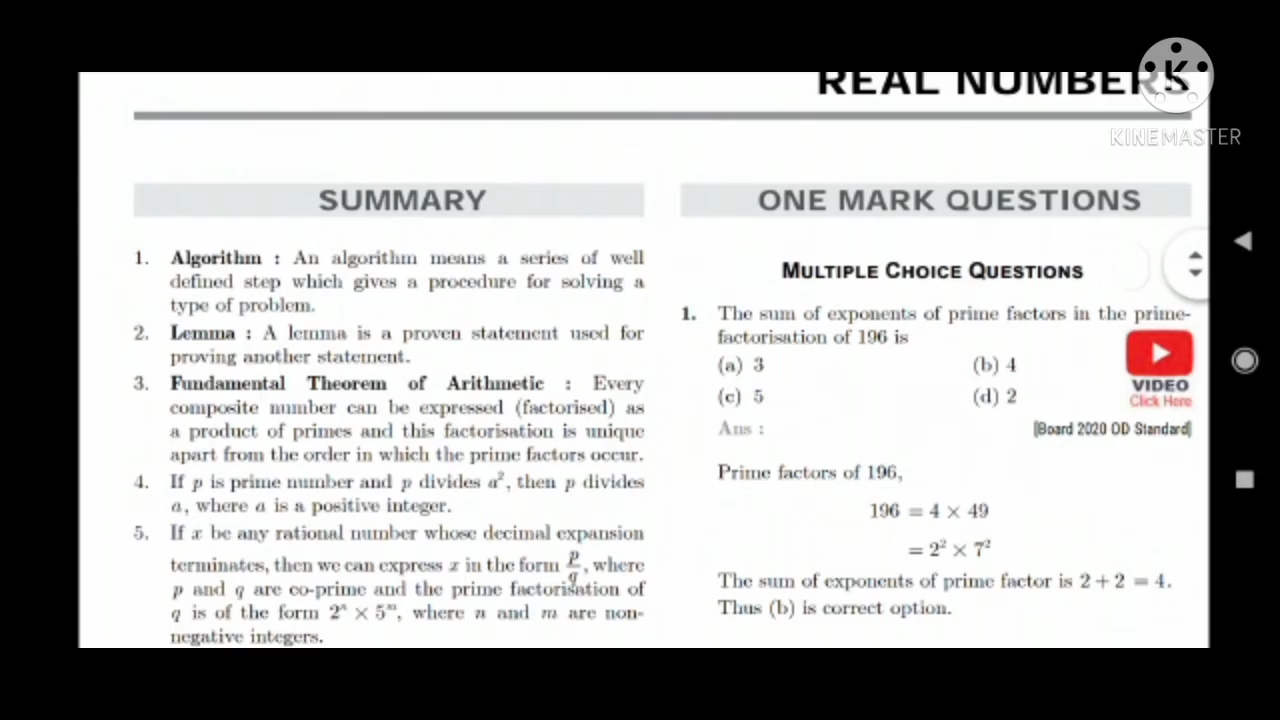 REAL NUMBERS
KINEMASTER
SUMMARY
1. Algorithm : An algorithm means a series of well
defined step which gives a procedure for solving a
type of problem.
2. Lemma : A lemma is a proven statement used for
proving another statement.
3. Fundamental Theorem of Arithmetic : Every
composite number can be expressed (factorised) as
a product of primes and this factorisation is unique
apart from the order in which the prime factors occur.
4. If p is prime number and p divides a², then p divides
a, where a is a positive integer.
5. If x be any rational number whose decimal expansion
terminates, then we can express x in the form p/q, where
p and q are co-prime and the prime factorisation of
q is of the form 2ⁿ × 5ᵐ, where n and m are non-
negative integers.
ONE MARK QUESTIONS
MULTIPLE CHOICE QUESTIONS
1. The sum of exponents of prime factors in the prime-
factorisation of 196 is
(a) 3 (b) 4
(c) 5 (d) 2
VIDEO
Click Here
Ans : [Board 2020 OD Standard]
Prime factors of 196,
196 = 4 × 49
= 2² × 7²
The sum of exponents of prime factor is 2 + 2 = 4.
Thus (b) is correct option.